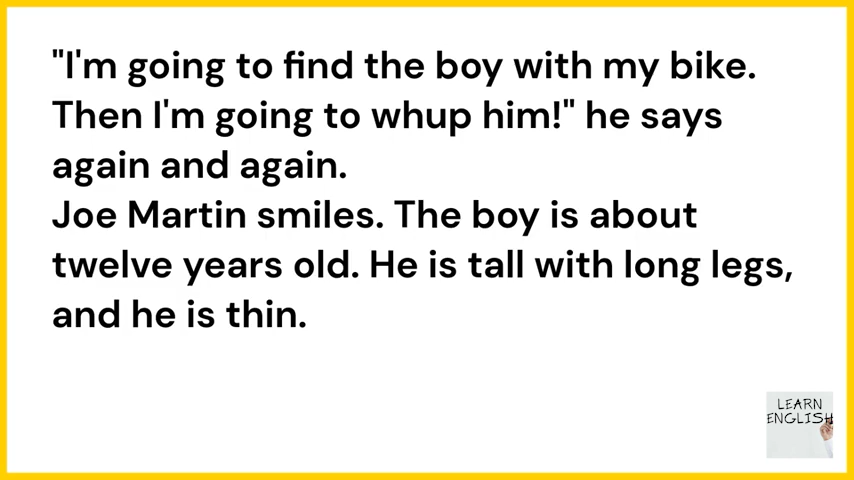 "I'm going to find the boy with my bike.
Then I'm going to whup him!" he says
again and again.
Joe Martin smiles. The boy is about
twelve years old. He is tall with long legs,
and he is thin.
LEARN
ENGLISH